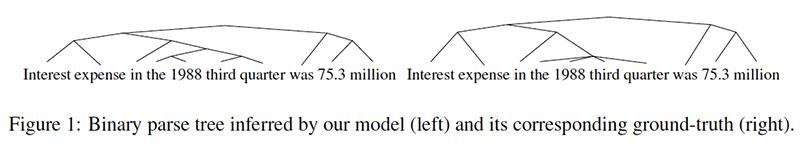 Interest expense in the 1988 third quarter was 75.3 million Interest expense in the 1988 third quarter was 75.3 million
Figure 1: Binary parse tree inferred by our model (left) and its corresponding ground-truth (right).